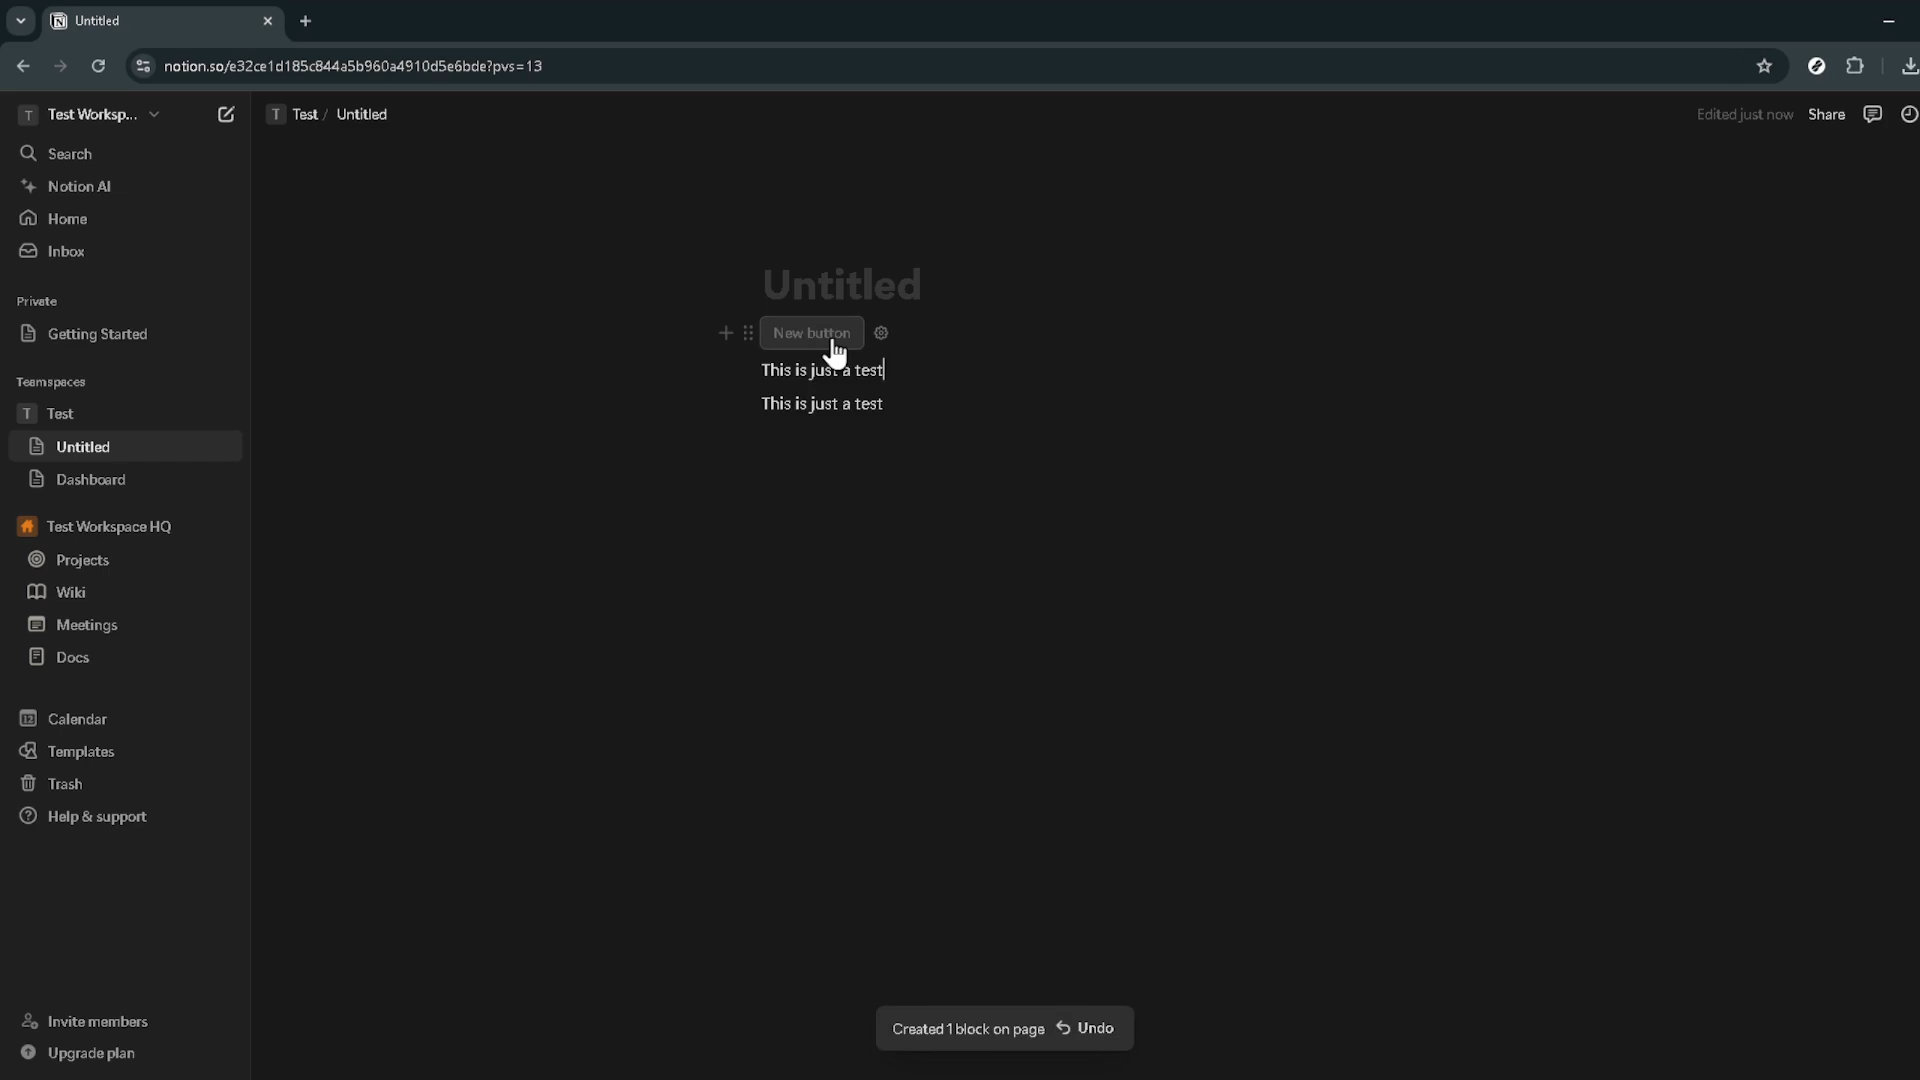 Untitled
notion.so/e32ce1d185c844a5b960a4910d5e6bde?pvs=13
T Test Worksp...
T Test / Untitled
Edited just now Share
Search
Notion AI
Home
Inbox
Private
Getting Started
Teamspaces
T Test
Untitled
Dashboard
Test Workspace HQ
Projects
Wiki
Meetings
Docs
12 Calendar
Templates
Trash
Help & support
Invite members
Upgrade plan
Untitled
New button
This is just a test
This is just a test
Created 1 block on page Undo